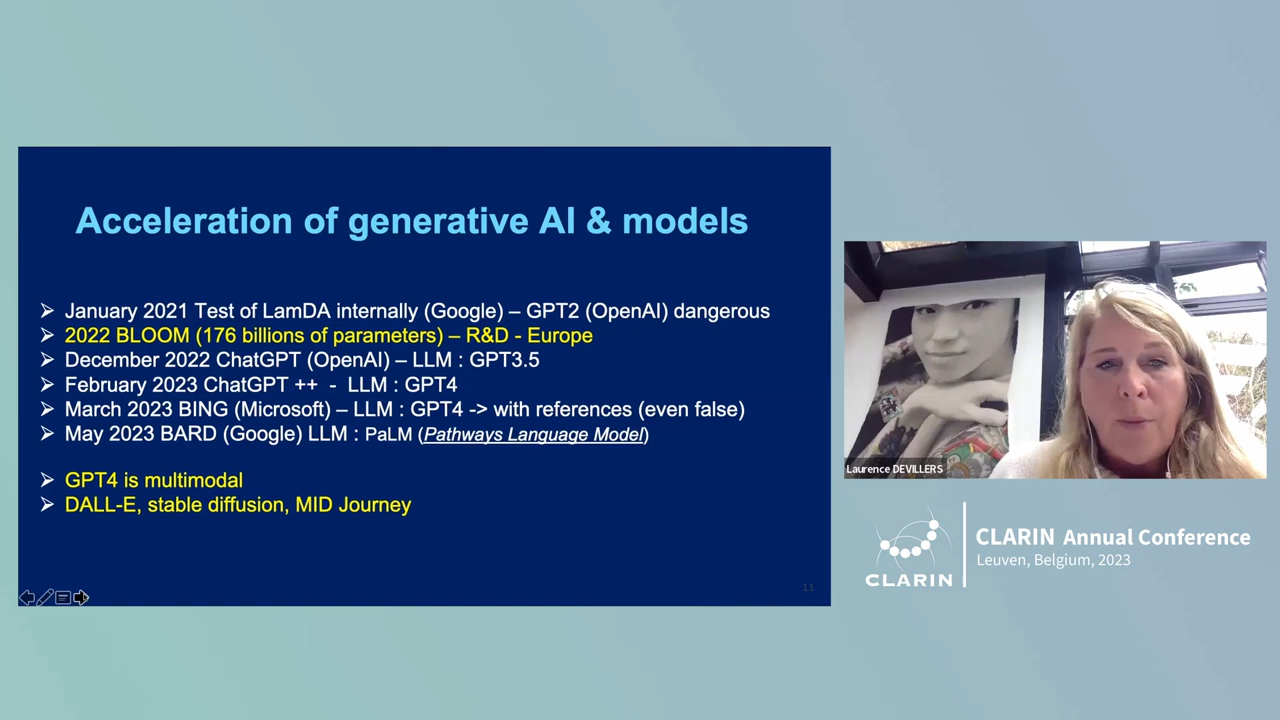 Acceleration of generative AI & models
January 2021 Test of LamDA internally (Google) – GPT2 (OpenAI) dangerous
2022 BLOOM (176 billions of parameters) – R&D - Europe
December 2022 ChatGPT (OpenAI) – LLM : GPT3.5
February 2023 ChatGPT ++ - LLM : GPT4
March 2023 BING (Microsoft) – LLM : GPT4 -> with references (even false)
May 2023 BARD (Google) LLM : PaLM (Pathways Language Model)
GPT4 is multimodal
DALL-E, stable diffusion, MID Journey
11
Laurence DEVILLERS
CLARIN
CLARIN Annual Conference
Leuven, Belgium, 2023